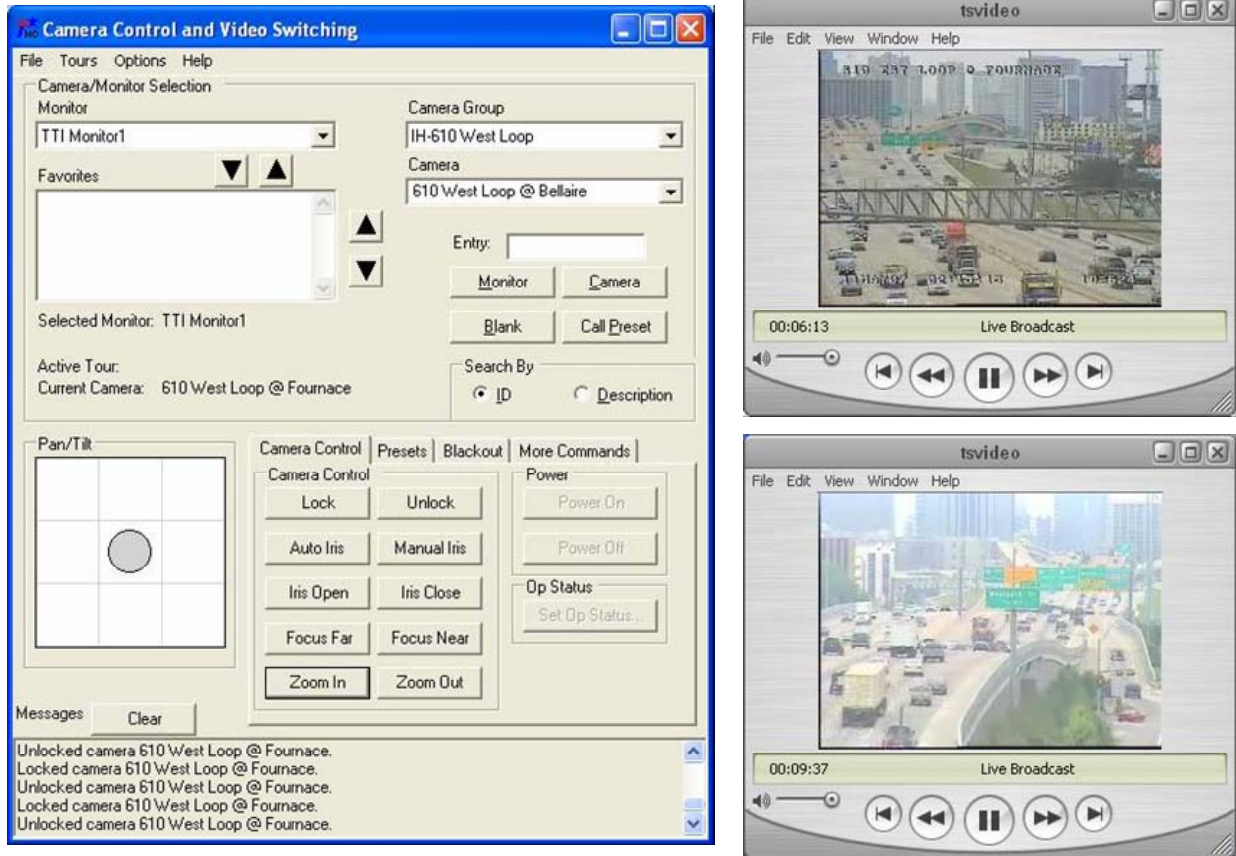 Camera Control and Video Switching
File Tours Options Help
Camera/Monitor Selection
Monitor
TTI Monitor1
Favorites
Camera Group
IH-610 West Loop
Camera
610 West Loop @ Bellaire
Entry:
Monitor Camera
Blank Call Preset
Selected Monitor: TTI Monitor1
Active Tour:
Current Camera: 610 West Loop @ Fournace
Search By
ID Description
Pan/Tilt
Camera Control Presets Blackout More Commands
Camera Control
Lock Unlock
Auto Iris Manual Iris
Iris Open Iris Close
Focus Far Focus Near
Zoom In Zoom Out
Power
Power On
Power Off
Op Status
Set Op Status...
Messages Clear
Unlocked camera 610 West Loop @ Fournace.
Locked camera 610 West Loop @ Fournace.
Unlocked camera 610 West Loop @ Fournace.
Locked camera 610 West Loop @ Fournace.
Unlocked camera 610 West Loop @ Fournace.
tsvideo
File Edit View Window Help
LOOP @ FOURNACE
00:06:13 Live Broadcast
tsvideo
File Edit View Window Help
00:09:37 Live Broadcast